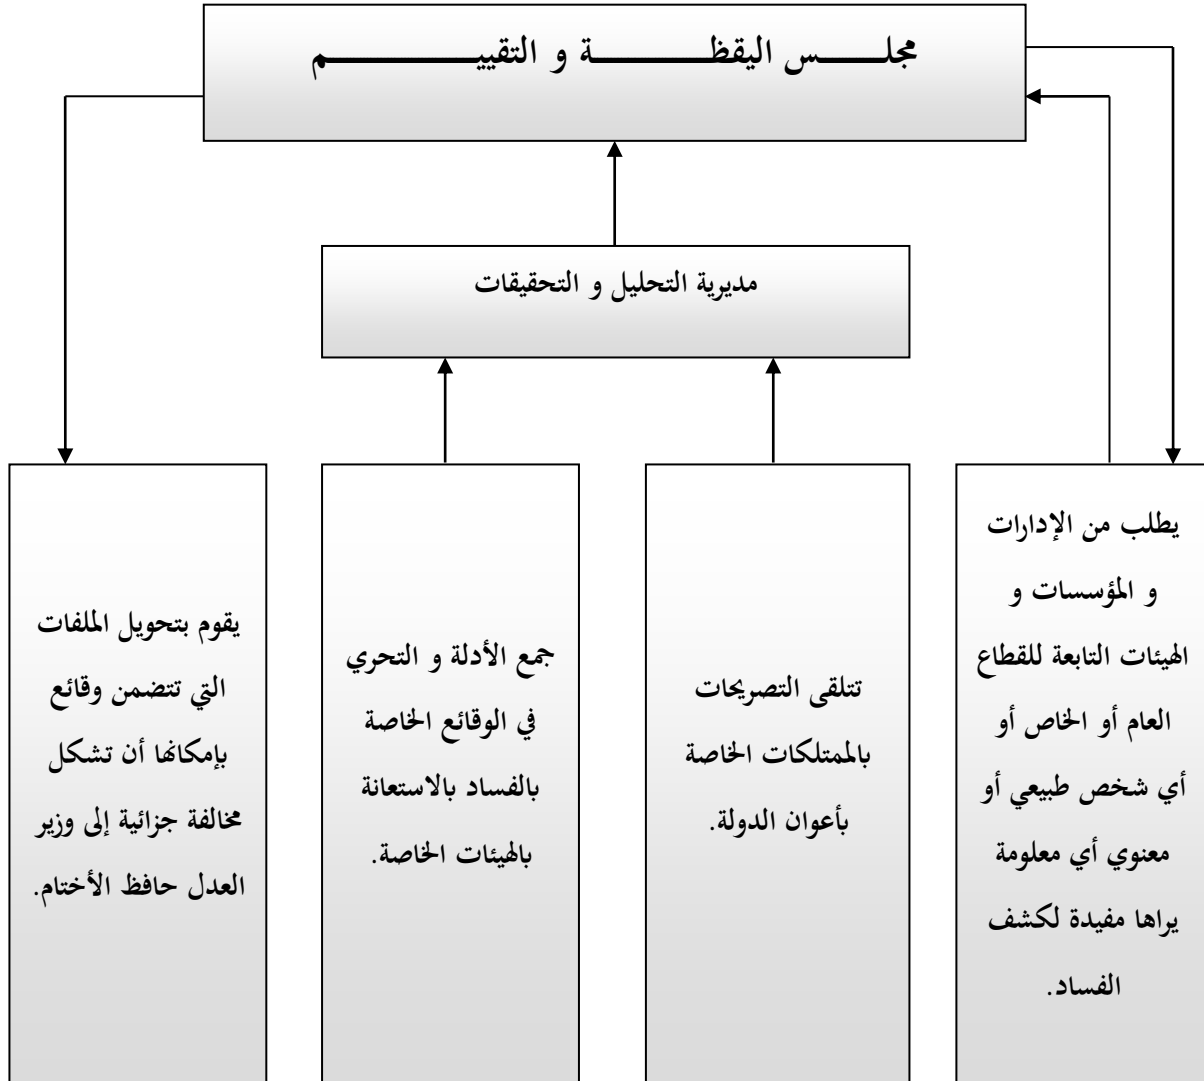 مجلس اليقظة و التقييم
مديرية التحليل و التحقيقات
يطلب من الإدارات
و المؤسسات و
الهيئات التابعة للقطاع
العام أو الخاص أو
أي شخص طبيعي أو
معنوي أي معلومة
يراها مفيدة لكشف
الفساد.
تتلقى التصريحات
بالممتلكات الخاصة
بأعوان الدولة.
جمع الأدلة و التحري
في الوقائع الخاصة
بالفساد بالاستعانة
بالهيئات الخاصة.
يقوم بتحويل الملفات
التي تتضمن وقائع
بإمكانها أن تشكل
مخالفة جزائية إلى وزير
العدل حافظ الأختام.